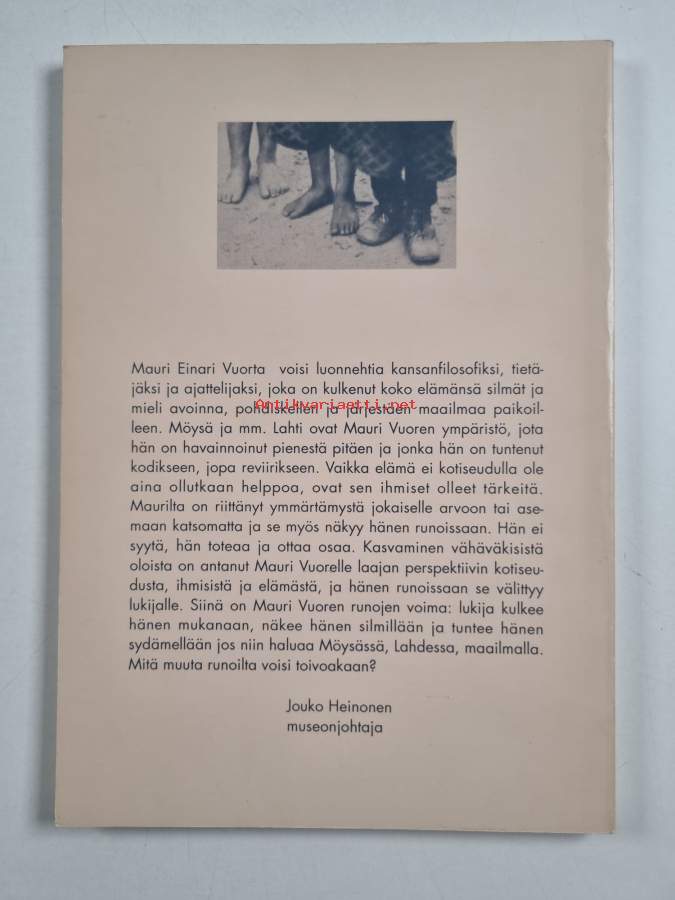 Mauri Einari Vuorta voisi luonnehtia kansanfilosofiksi, tietä-
jäksi ja ajattelijaksi, joka on kulkenut koko elämänsä silmät ja
mieli avoinna, pohdiskellen ja järjestäen maailmaa paikoil-
Antikvariaatti.net
leen. Möysä ja mm. Lahti ovat Mauri Vuoren ympäristö, jota
hän on havainnoinut pienestä pitäen ja jonka hän on tuntenut
kodikseen, jopa reviirikseen. Vaikka elämä ei kotiseudulla ole
aina ollutkaan helppoa, ovat sen ihmiset olleet tärkeitä.
Maurilta on riittänyt ymmärtämystä jokaiselle arvoon tai ase-
maan katsomatta ja se myös näkyy hänen runoissaan. Hän ei
syytä, hän toteaa ja ottaa osaa. Kasvaminen vähäväkisistä
oloista on antanut Mauri Vuorelle laajan perspektiivin kotiseu-
dusta, ihmisistä ja elämästä, ja hänen runoissaan se välittyy
lukijalle. Siinä on Mauri Vuoren runojen voima: lukija kulkee
hänen mukanaan, näkee hänen silmillään ja tuntee hänen
sydämellään jos niin haluaa Möysässä, Lahdessa, maailmalla.
Mitä muuta runoilta voisi toivoakaan?
Jouko Heinonen
museonjohtaja